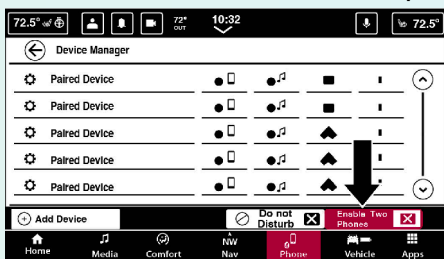 72.5°
72°
OUT
10:32
72.5°
Device Manager
Paired Device
Paired Device
Paired Device
Paired Device
Paired Device
Add Device
Do not
Disturb
Enable Two
Phones
Home
Media
Comfort
NW
Nav
Phone
Vehicle
Apps